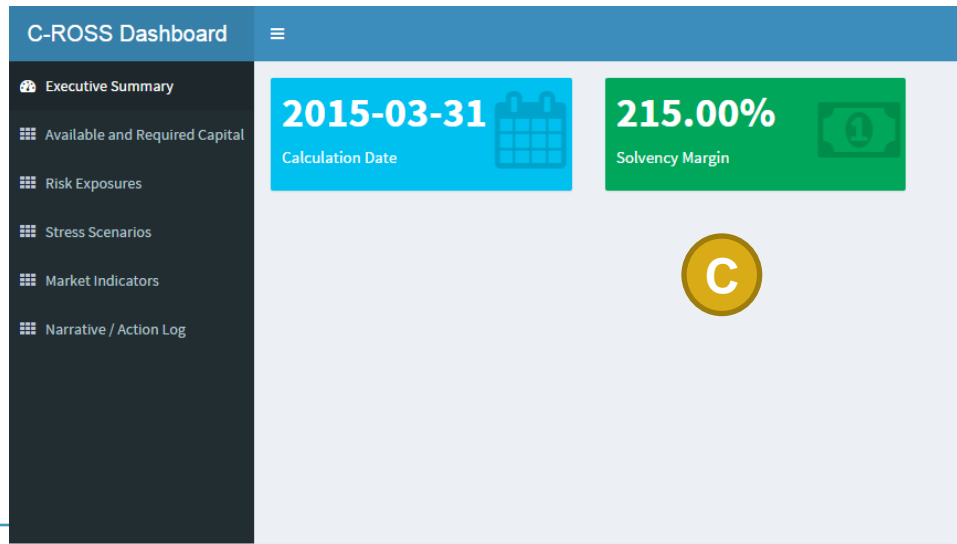 C-ROSS Dashboard
Executive Summary
Available and Required Capital
Risk Exposures
Stress Scenarios
Market Indicators
Narrative / Action Log
2015-03-31
Calculation Date
215.00%
Solvency Margin
1
C